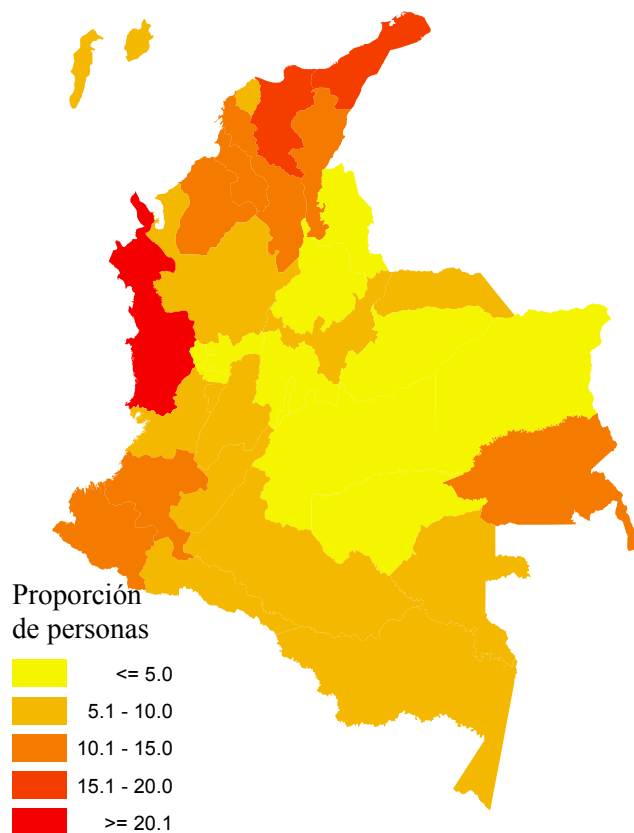 Proporción
de personas
<= 5.0
5.1 - 10.0
10.1 - 15.0
15.1 - 20.0
>= 20.1